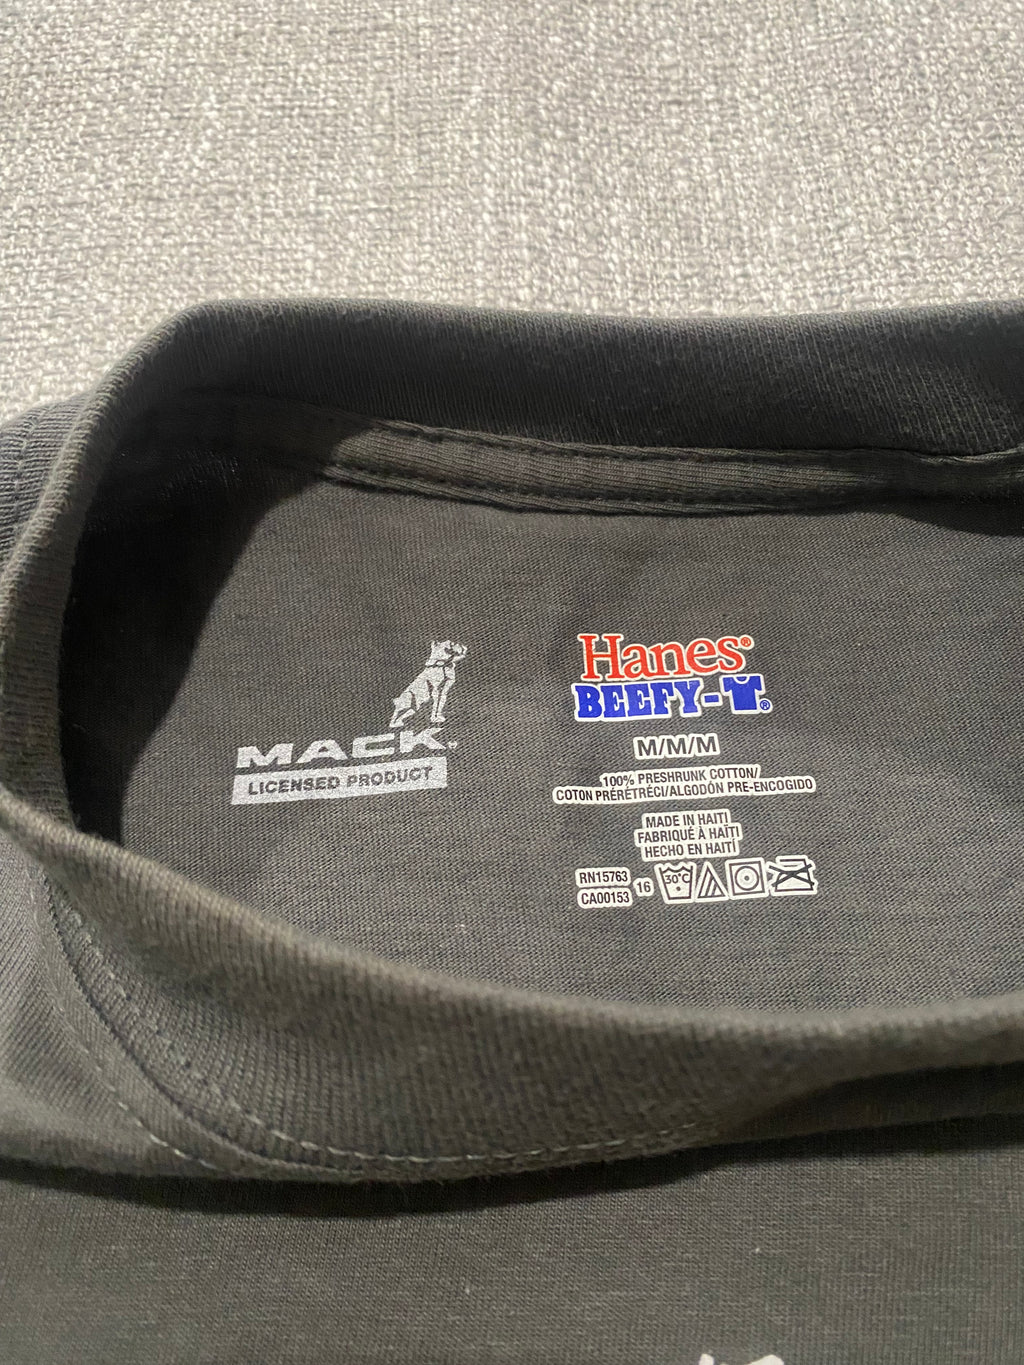 MACK™
LICENSED PRODUCT
Hanes®
BEEFY-T®
M/M/M
100% PRESHRUNK COTTON/
COTON PRÉRÉTRÉCI/ALGODÓN PRE-ENCOGIDO
MADE IN HAITI
FABRIQUÉ À HAÏTI
HECHO EN HAITÍ
RN15763
CA00153
16
30°C